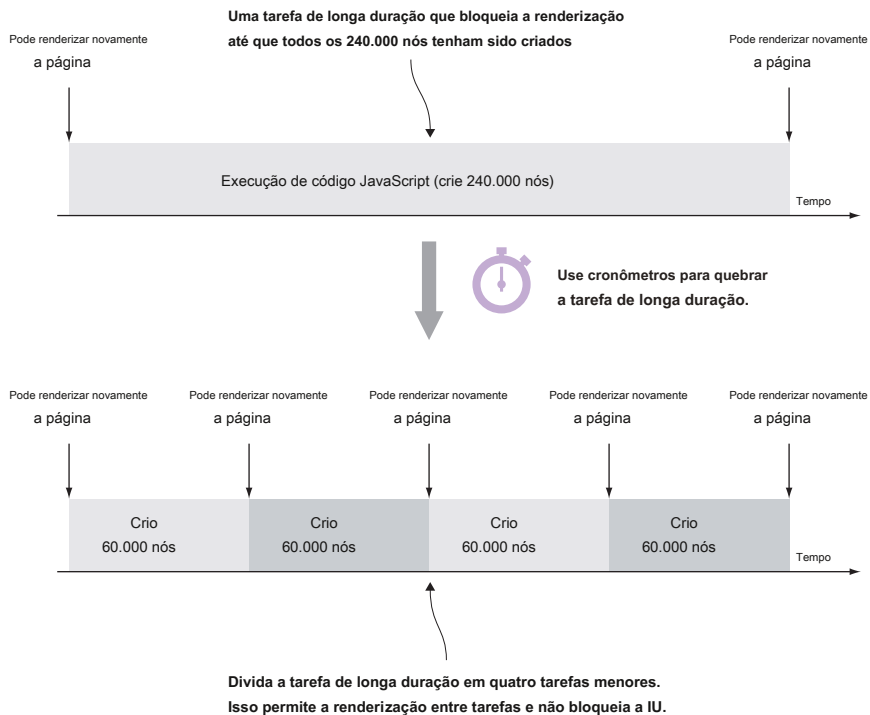 Uma tarefa de longa duração que bloqueia a renderização
até que todos os 240.000 nós tenham sido criados
Pode renderizar novamente
a página
Pode renderizar novamente
a página
Execução de código JavaScript (crie 240.000 nós)
Tempo
Use cronômetros para quebrar
a tarefa de longa duração.
Pode renderizar novamente
a página
Pode renderizar novamente
a página
Pode renderizar novamente
a página
Pode renderizar novamente
a página
Pode renderizar novamente
a página
Crio
60.000 nós
Crio
60.000 nós
Crio
60.000 nós
Crio
60.000 nós
Tempo
Divida a tarefa de longa duração em quatro tarefas menores.
Isso permite a renderização entre tarefas e não bloqueia a IU.